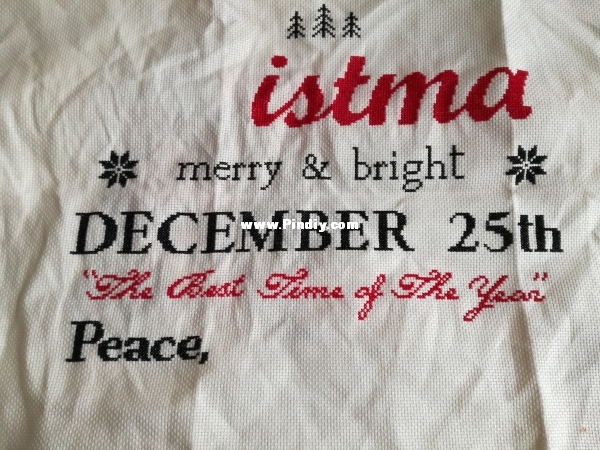 istma
merry & bright
www.Pindiy.com
DECEMBER 25th
"The Best Time of The Year"
Peace,